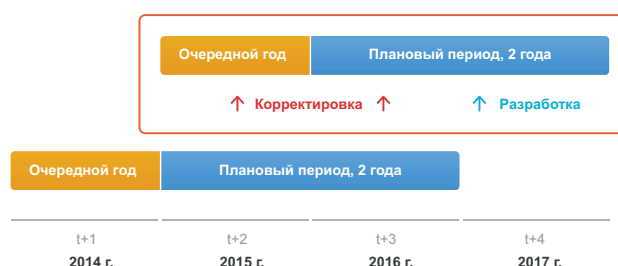 Очередной год Плановый период, 2 года
↑ Корректировка ↑ ↑ Разработка
Очередной год Плановый период, 2 года
t+1 t+2 t+3 t+4
2014 г. 2015 г. 2016 г. 2017 г.